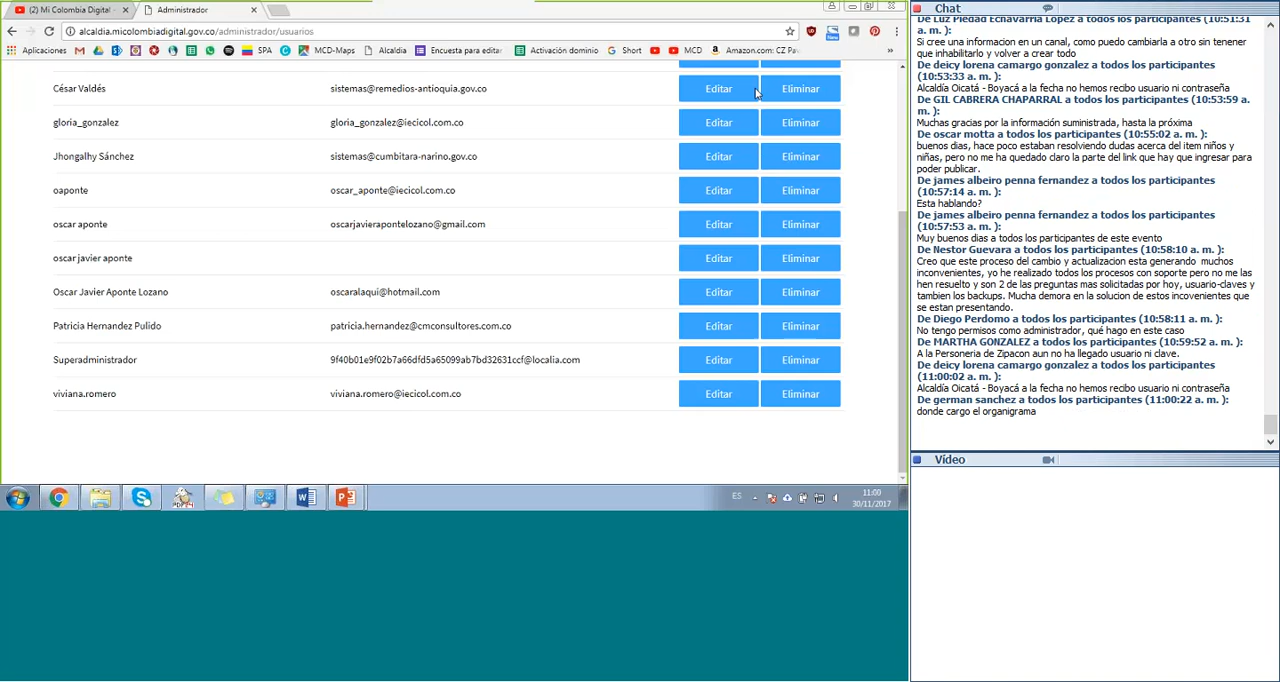 (2) Mi Colombia Digital -
Administrador
alcaldia.micolombiadigital.gov.co/administrador/usuarios
Aplicaciones SPA MCD-Maps Alcaldia Encuesta para editar Activación dominio Short MCD Amazon.com: CZ Pa »
César Valdés sistemas@remedios-antioquia.gov.co Editar Eliminar
gloria_gonzalez gloria_gonzalez@iecicol.com.co Editar Eliminar
Jhongalhy Sánchez sistemas@cumbitara-narino.gov.co Editar Eliminar
oaponte oscar_aponte@iecicol.com.co Editar Eliminar
oscar aponte oscarjavierapontelozano@gmail.com Editar Eliminar
oscar javier aponte Editar Eliminar
Oscar Javier Aponte Lozano oscaralaqui@hotmail.com Editar Eliminar
Patricia Hernandez Pulido patricia.hernandez@cmconsultores.com.co Editar Eliminar
Superadministrador 9f40b01e9f02b7a66dfd5a65099ab7bd32631ccf@localia.com Editar Eliminar
viviana.romero viviana.romero@iecicol.com.co Editar Eliminar
ES
11:00
30/11/2017
Chat
De Luz Piedad Echavarria Lopez a todos los participantes (10:51:31
a. m.):
Si cree una informacion en un canal, como puedo cambiarla a otro sin tenener
que inhabilitarlo y volver a crear todo
De deicy lorena camargo gonzalez a todos los participantes
(10:53:33 a. m. ):
Alcaldía Oicatá - Boyacá a la fecha no hemos recibo usuario ni contraseña
De GIL CABRERA CHAPARRAL a todos los participantes (10:53:59 a.
m. ):
Muchas gracias por la información suministrada, hasta la próxima
De oscar motta a todos los participantes (10:55:02 a. m. ):
buenos dias, hace poco estaban resolviendo dudas acerca del item niños y
niñas, pero no me ha quedado claro la parte del link que hay que ingresar para
poder publicar.
De james albeiro penna fernandez a todos los participantes
(10:57:14 a. m. ):
Esta hablando?
De james albeiro penna fernandez a todos los participantes
(10:57:53 a. m. ):
Muy buenos dias a todos los participantes de este evento
De Nestor Guevara a todos los participantes (10:58:10 a. m. ):
Creo que este proceso del cambio y actualizacion esta generando muchos
inconvenientes, yo he realizado todos los procesos con soporte pero no me las
hen resuelto y son 2 de las preguntas mas solicitadas por hoy, usuario-claves y
tambien los backups. Mucha demora en la solucion de estos incovenientes que
se estan presentando.
De Diego Perdomo a todos los participantes (10:58:11 a. m. ):
No tengo permisos como administrador, qué hago en este caso
De MARTHA GONZALEZ a todos los participantes (10:59:52 a. m. ):
A la Personeria de Zipacon aun no ha llegado usuario ni clave.
De deicy lorena camargo gonzalez a todos los participantes
(11:00:02 a. m. ):
Alcaldía Oicatá - Boyacá a la fecha no hemos recibo usuario ni contraseña
De german sanchez a todos los participantes (11:00:22 a. m. ):
donde cargo el organigrama
Vídeo